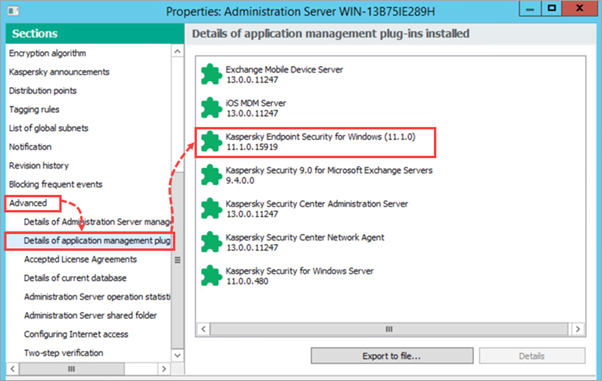 Properties: Administration Server WIN-13B75IE289H
Sections
Encryption algorithm
Kaspersky announcements
Distribution points
Tagging rules
List of global subnets
Notification
Revision history
Blocking frequent events
Advanced
Details of Administration Server manage
Details of application management plug
Accepted License Agreements
Details of current database
Administration Server operation statisti
Administration Server shared folder
Configuring Internet access
Two-step verification
Details of application management plug-ins installed
Exchange Mobile Device Server
13.0.0.11247
iOS MDM Server
13.0.0.11247
Kaspersky Endpoint Security for Windows (11.1.0)
11.1.0.15919
Kaspersky Security 9.0 for Microsoft Exchange Servers
9.4.0.0
Kaspersky Security Center Administration Server
13.0.0.11247
Kaspersky Security Center Network Agent
13.0.0.11247
Kaspersky Security for Windows Server
11.0.0.480
Export to file...
Details